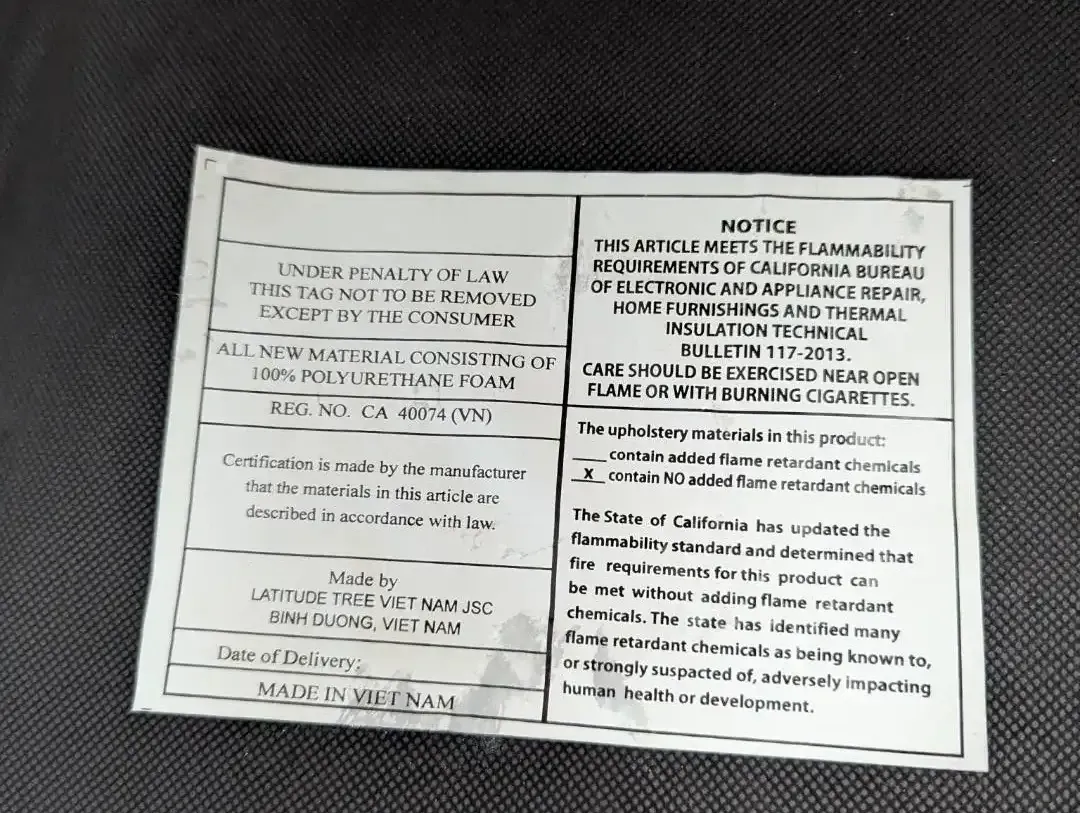 UNDER PENALTY OF LAW
THIS TAG NOT TO BE REMOVED
EXCEPT BY THE CONSUMER
ALL NEW MATERIAL CONSISTING OF
100% POLYURETHANE FOAM
REG. NO. CA 40074 (VN)
Certification is made by the manufacturer
that the materials in this article are
described in accordance with law.
Made by
LATITUDE TREE VIET NAM JSC
BINH DUONG, VIET NAM
Date of Delivery:
MADE IN VIET NAM
NOTICE
THIS ARTICLE MEETS THE FLAMMABILITY
REQUIREMENTS OF CALIFORNIA BUREAU
OF ELECTRONIC AND APPLIANCE REPAIR,
HOME FURNISHINGS AND THERMAL
INSULATION TECHNICAL
BULLETIN 117-2013.
CARE SHOULD BE EXERCISED NEAR OPEN
FLAME OR WITH BURNING CIGARETTES.
The upholstery materials in this product:
____ contain added flame retardant chemicals
__X__ contain NO added flame retardant chemicals
The State of California has updated the
flammability standard and determined that
fire requirements for this product can
be met without adding flame retardant
chemicals. The state has identified many
flame retardant chemicals as being known to,
or strongly suspacted of, adversely impacting
human health or development.